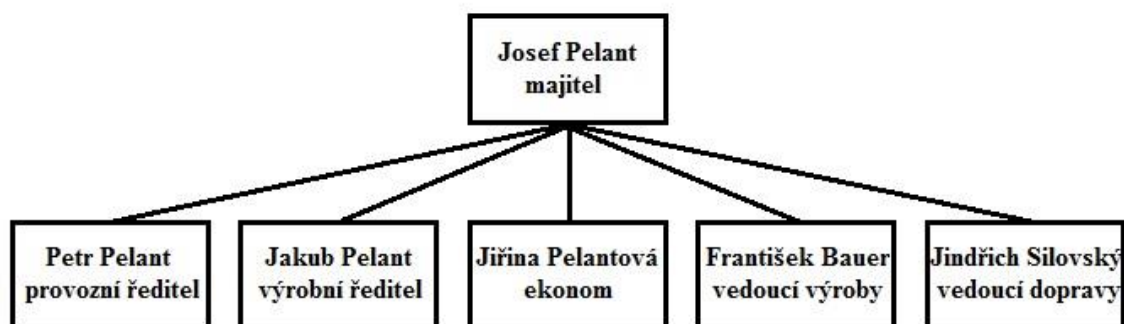 Josef Pelant
majitel
Petr Pelant
provozní ředitel
Jakub Pelant
výrobní ředitel
Jiřina Pelantová
ekonom
František Bauer
vedoucí výroby
Jindřich Silovský
vedoucí dopravy